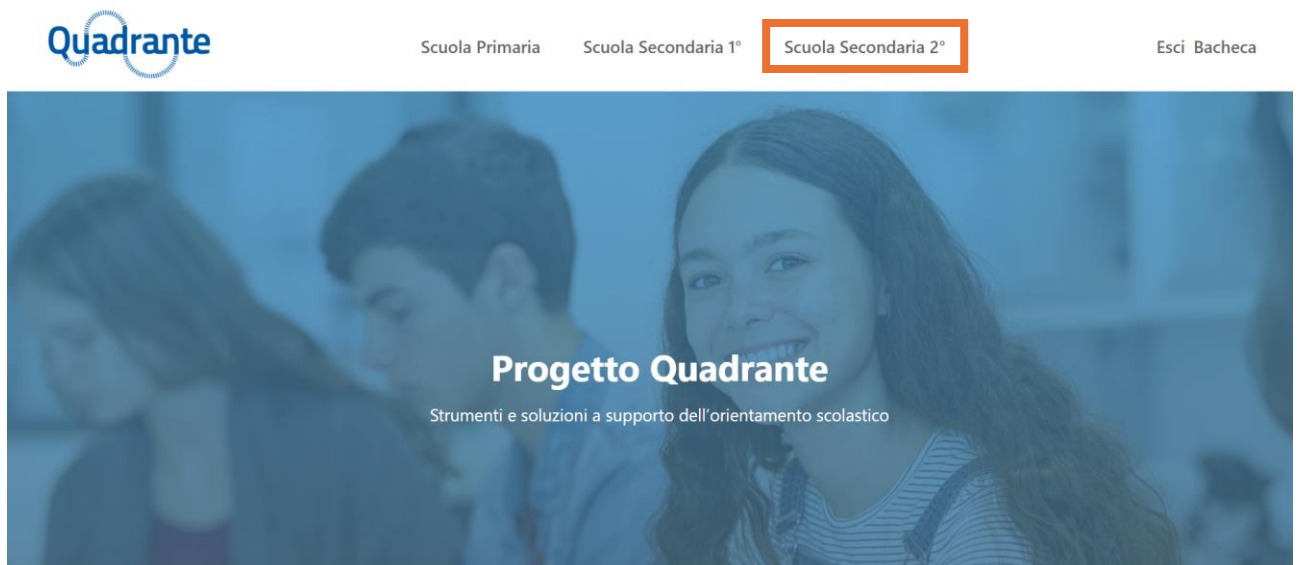 Quadrante
Scuola Primaria Scuola Secondaria 1° Scuola Secondaria 2° Esci Bacheca
Progetto Quadrante
Strumenti e soluzioni a supporto dell'orientamento scolastico